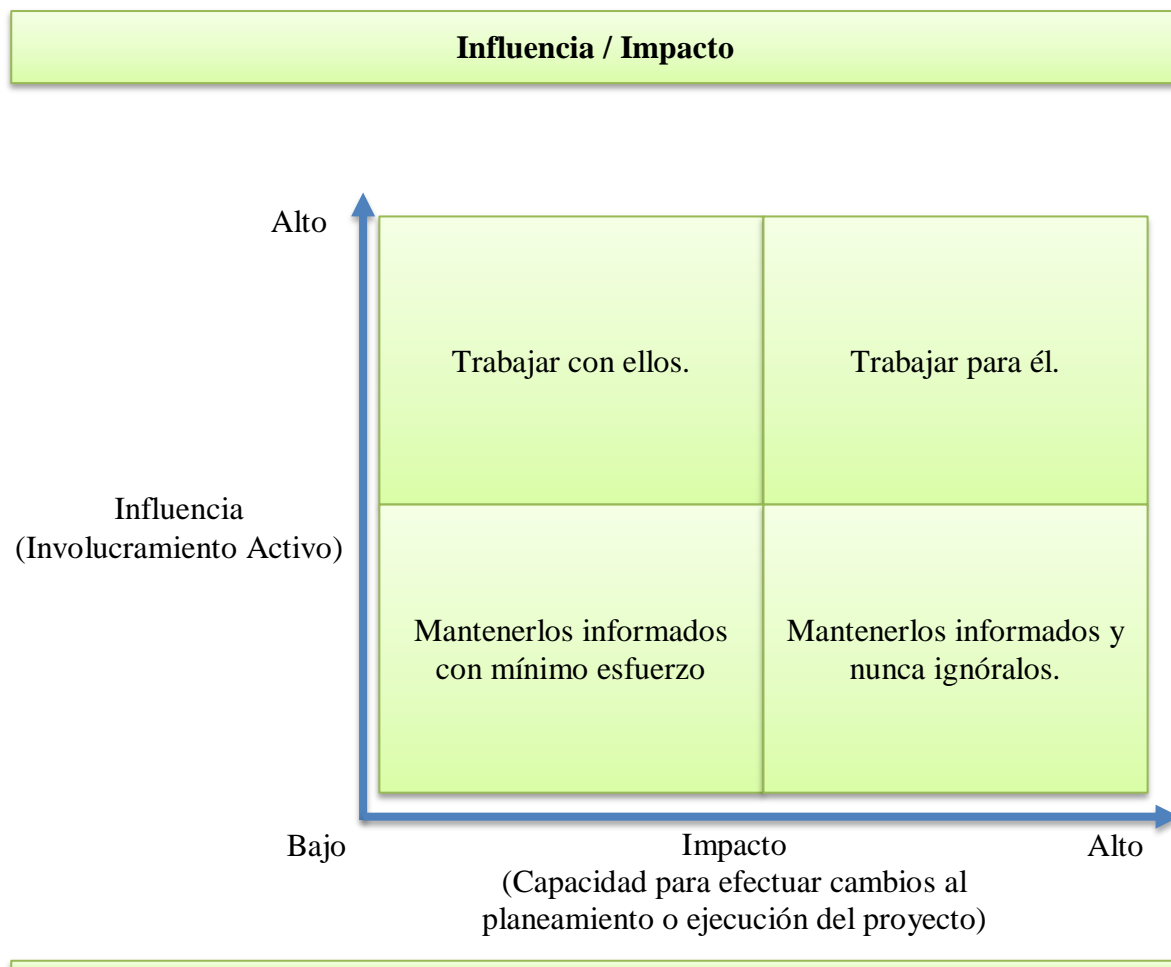 Influencia / Impacto
Alto
Trabajar con ellos.
Trabajar para él.
Influencia
(Involucramiento Activo)
Mantenerlos informados
con mínimo esfuerzo
Mantenerlos informados y
nunca ignóralos.
Bajo
Impacto
Alto
(Capacidad para efectuar cambios al
planeamiento o ejecución del proyecto)